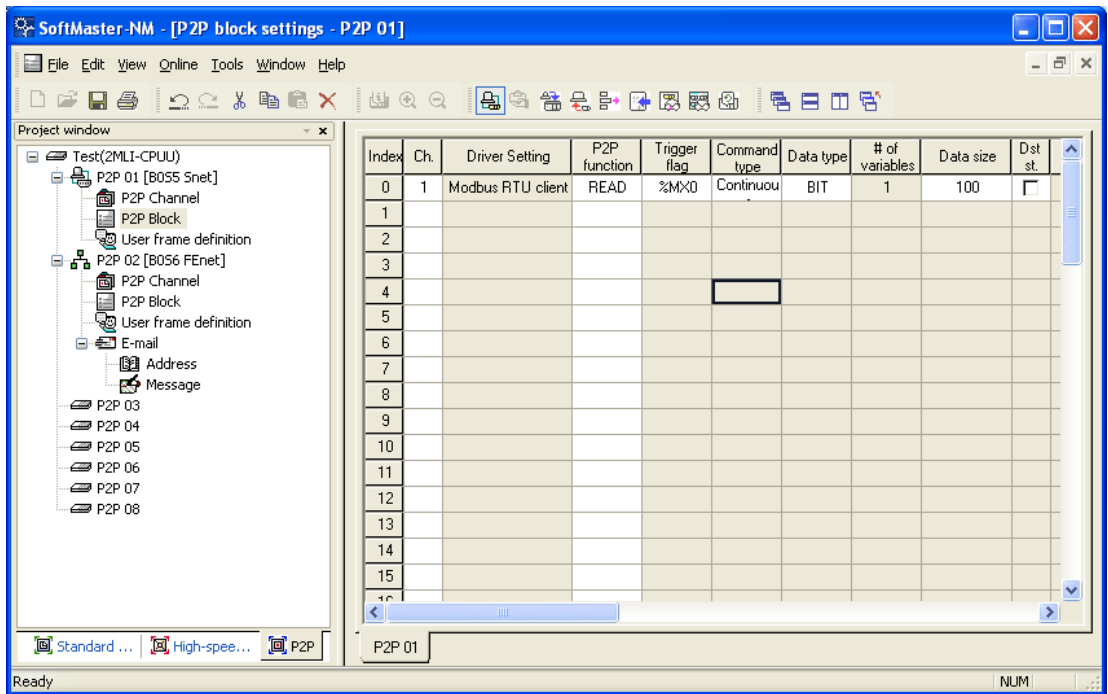 SoftMaster-NM - [P2P block settings - P2P 01]
File Edit View Online Tools Window Help
Project window
Test(2MLI-CPUU)
P2P 01 [B0S5 Snet]
P2P Channel
P2P Block
User frame definition
P2P 02 [B0S6 FEnet]
P2P Channel
P2P Block
User frame definition
E-mail
Address
Message
P2P 03
P2P 04
P2P 05
P2P 06
P2P 07
P2P 08
Standard ... High-spee... P2P
Index Ch. Driver Setting P2P function Trigger flag Command type Data type # of variables Data size Dst st.
0 1 Modbus RTU client READ %MX0 Continuou BIT 1 100
1
2
3
4
5
6
7
8
9
10
11
12
13
14
15
P2P 01
Ready NUM